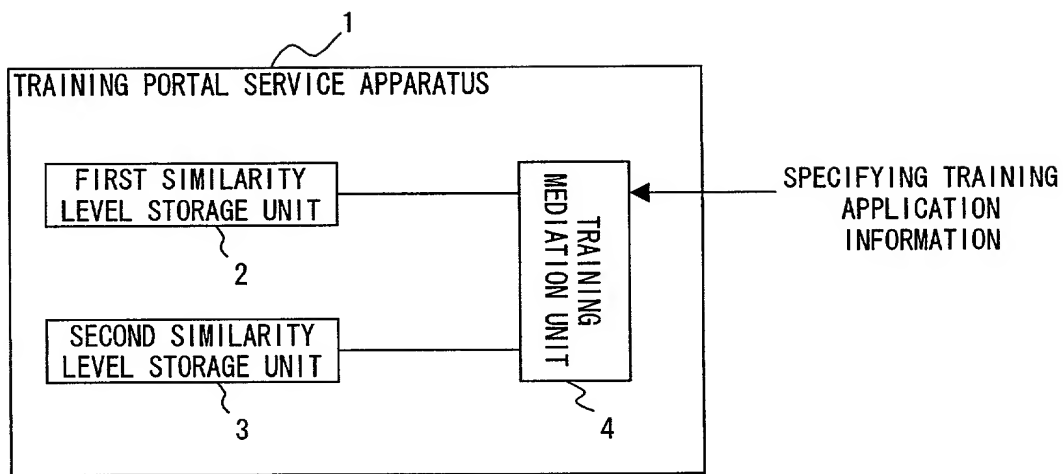 1
TRAINING PORTAL SERVICE APPARATUS
FIRST SIMILARITY
LEVEL STORAGE UNIT
2
SECOND SIMILARITY
LEVEL STORAGE UNIT
3
TRAINING
MEDIATION UNIT
4
SPECIFYING TRAINING
APPLICATION
INFORMATION